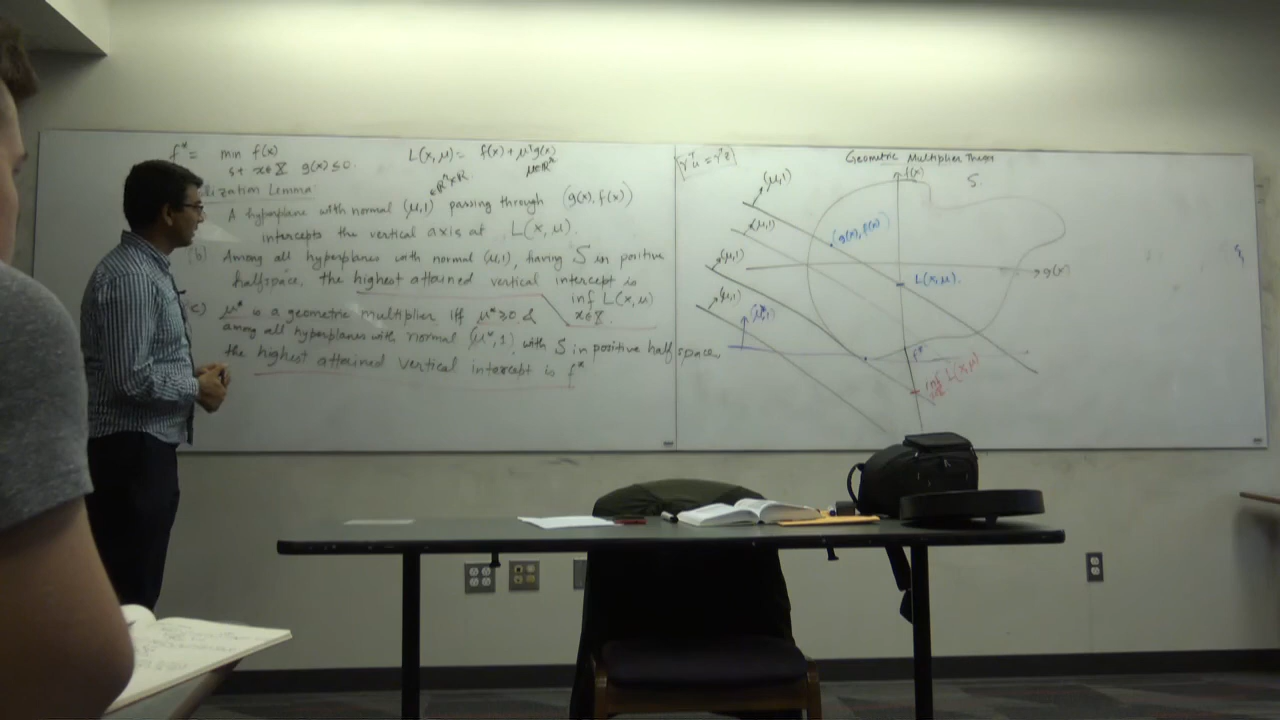 f* = min f(x)
s.t. x∈X g(x) ≤ 0.
L(x, μ) = f(x) + μᵀg(x)
ization Lemma:
A hyperplane with normal (μ, 1) passing through (g(x), f(x))
intercepts the vertical axis at L(x, μ).
(b) Among all hyperplanes with normal (μ, 1), having S in positive
halfspace, the highest attained vertical intercept is
inf L(x, μ)
x∈X.
c) μ* is a geometric multiplier iff μ* ≥ 0 &
among all hyperplanes with normal (μ*, 1) with S in positive half space,
the highest attained vertical intercept is f*
Geometric Multiplier Thm
f(x)
S.
(μ, 1)
(μ, 1)
(g(x), f(x))
(μ, 1)
g(x)
L(x, μ).
(μ, 1)
(μ*, 1)
f*
inf L(x, μ)